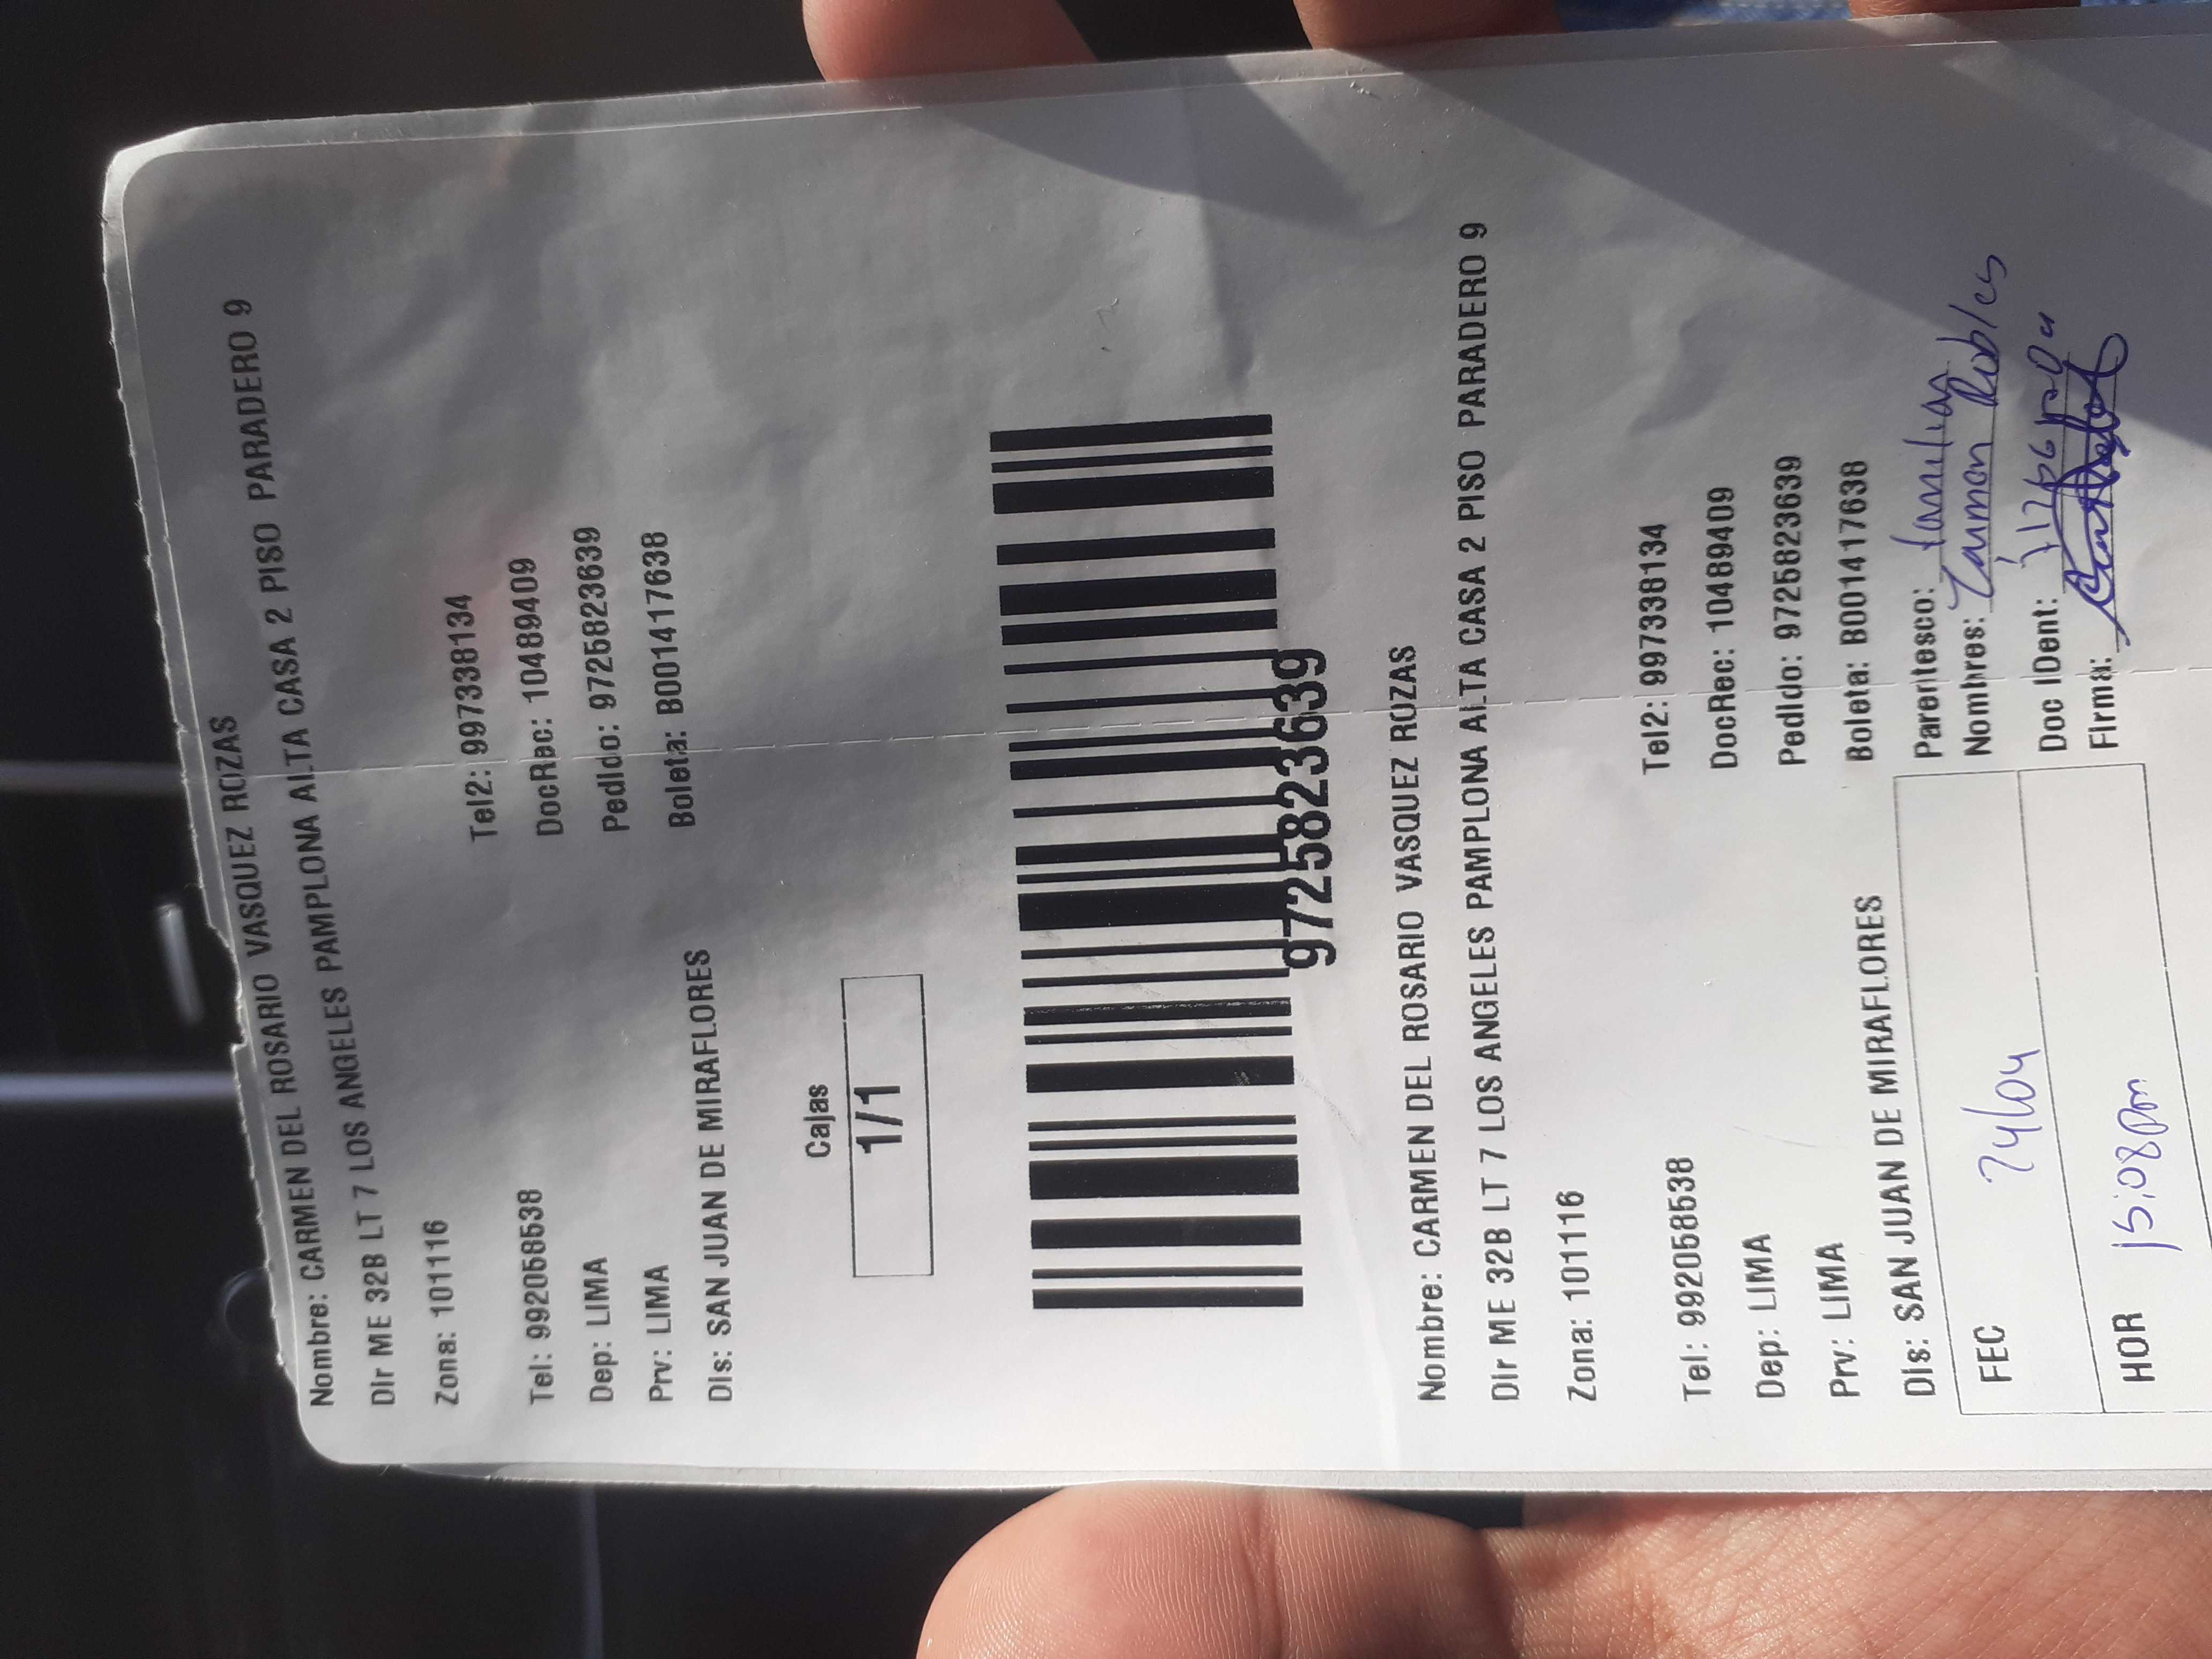 Nombre: CARMEN DEL ROSARIO VASQUEZ ROZAS
Dir ME 32B LT 7 LOS ANGELES PAMPLONA ALTA CASA 2 PISO PARADERO 9
Zona: 101116
Tel: 992058538 Tel2: 997338134
Dep: LIMA DocRec: 10489409
Prv: LIMA Pedido: 9725823639
Dis: SAN JUAN DE MIRAFLORES Boleta: B001417638
Cajas
1/1
9725823639
Nombre: CARMEN DEL ROSARIO VASQUEZ ROZAS
Dir ME 32B LT 7 LOS ANGELES PAMPLONA ALTA CASA 2 PISO PARADERO 9
Zona: 101116
Tel: 992058538 Tel2: 997338134
Dep: LIMA DocRec: 10489409
Prv: LIMA Pedido: 9725823639
Dis: SAN JUAN DE MIRAFLORES Boleta: B001417638
FEC 24/04 Parentesco: familiar
Nombres: Robles
HOR 15:08pm Doc IDent:
Firma: